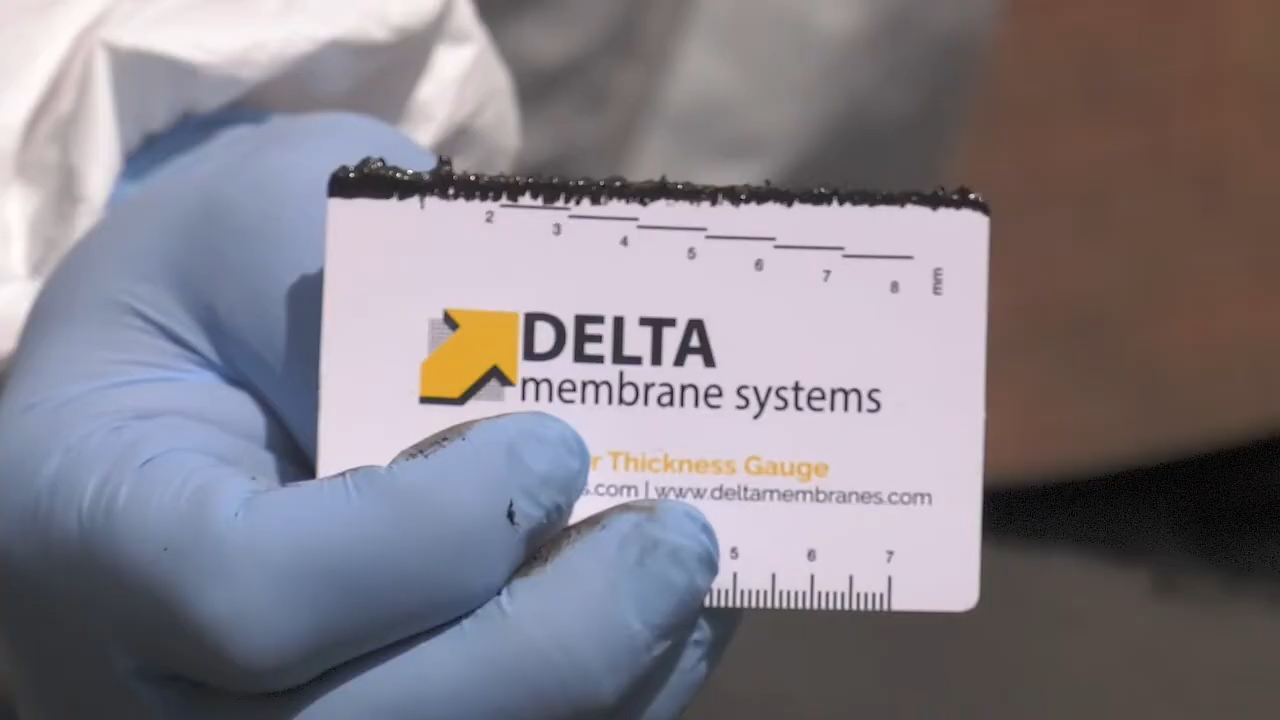 2 3 4 5 6 7 8 mm
DELTA
membrane systems
Thickness Gauge
.com | www.deltamembranes.com
5 6 7